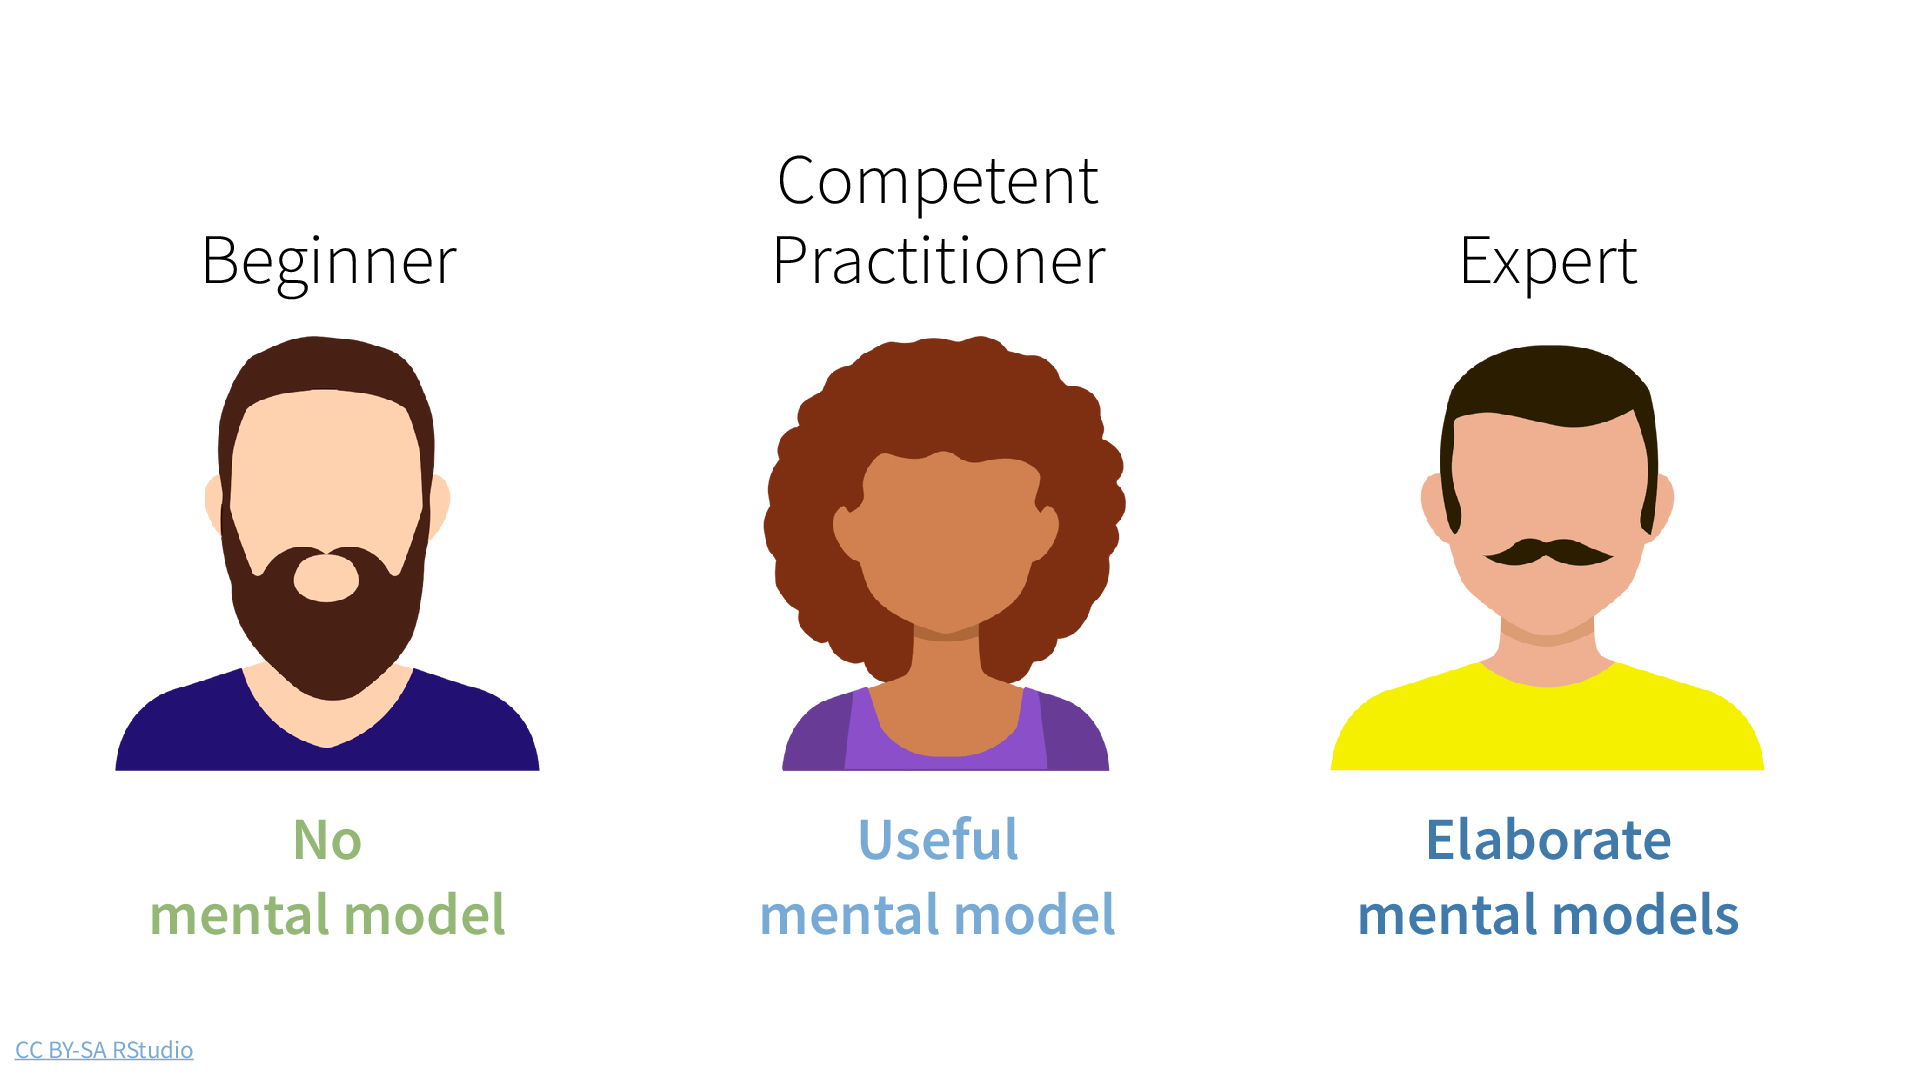 Beginner
Competent
Practitioner
Expert
No
mental model
Useful
mental model
Elaborate
mental models
CC BY-SA RStudio